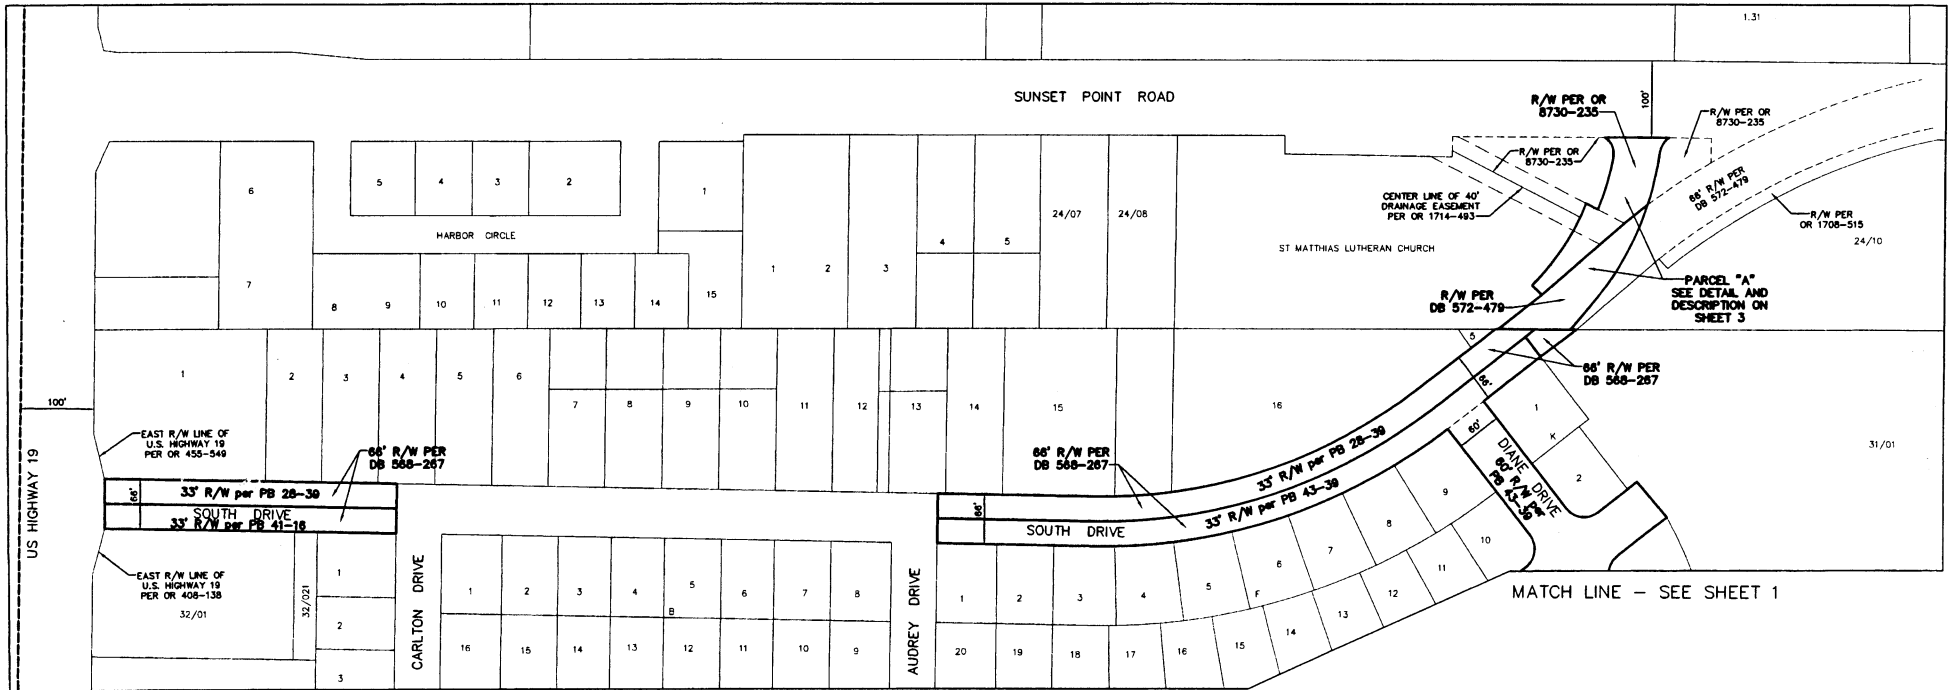 1.31
SUNSET POINT ROAD
R/W PER OR
8730-235
100'
R/W PER OR
8730-235
R/W PER OR
8730-235
66' R/W PER
DB 572-479
CENTER LINE OF 40'
DRAINAGE EASEMENT
PER OR 1714-493
R/W PER
OR 1708-515
24/10
6
5
4
3
2
1
24/07
24/08
HARBOR CIRCLE
4
5
ST MATTHIAS LUTHERAN CHURCH
7
8
9
10
11
12
13
14
15
1
2
3
PARCEL "A"
SEE DETAIL AND
DESCRIPTION ON
SHEET 3
R/W PER
DB 572-479
5
66' R/W PER
DB 568-267
1
2
3
4
5
6
7
8
9
10
11
12
13
14
15
16
66'
1
K
2
31/01
100'
US HIGHWAY 19
EAST R/W LINE OF
U.S. HIGHWAY 19
PER OR 455-549
66' R/W PER
DB 568-267
66' R/W PER
DB 568-267
60'
DIANE DRIVE
60' R/W per
PB 43-39
66'
33' R/W per PB 28-39
SOUTH DRIVE
33' R/W per PB 41-16
66'
33' R/W per PB 28-39
33' R/W per PB 43-39
SOUTH DRIVE
EAST R/W LINE OF
U.S. HIGHWAY 19
PER OR 408-138
32/01
32/021
1
2
3
CARLTON DRIVE
1
2
3
4
5
6
7
8
B
16
15
14
13
12
11
10
9
AUDREY DRIVE
1
2
3
4
5
6
7
8
9
F
20
19
18
17
16
15
14
13
12
11
10
MATCH LINE - SEE SHEET 1